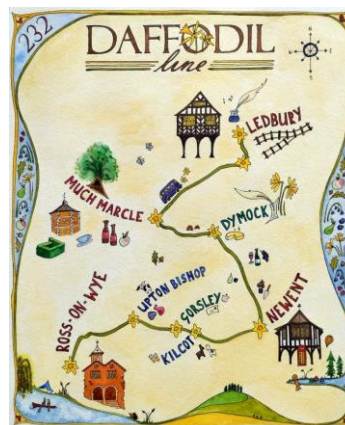 232
DAFFODIL
line
LEDBURY
MUCH MARCLE
DYMOCK
ROSS-ON-WYE
UPTON BISHOP
GORSLEY
KILCOT
NEWENT